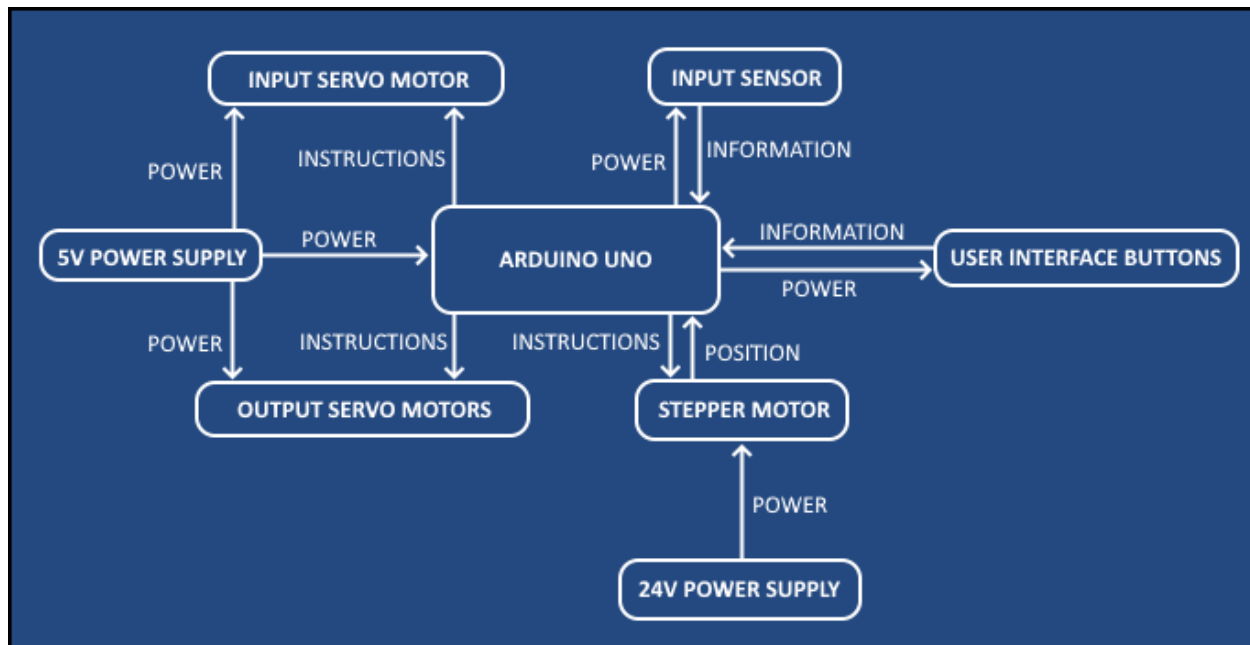 INPUT SERVO MOTOR
INPUT SENSOR
POWER
INSTRUCTIONS
POWER
INFORMATION
5V POWER SUPPLY
POWER
ARDUINO UNO
INFORMATION
POWER
USER INTERFACE BUTTONS
POWER
INSTRUCTIONS
INSTRUCTIONS
POSITION
OUTPUT SERVO MOTORS
STEPPER MOTOR
POWER
24V POWER SUPPLY